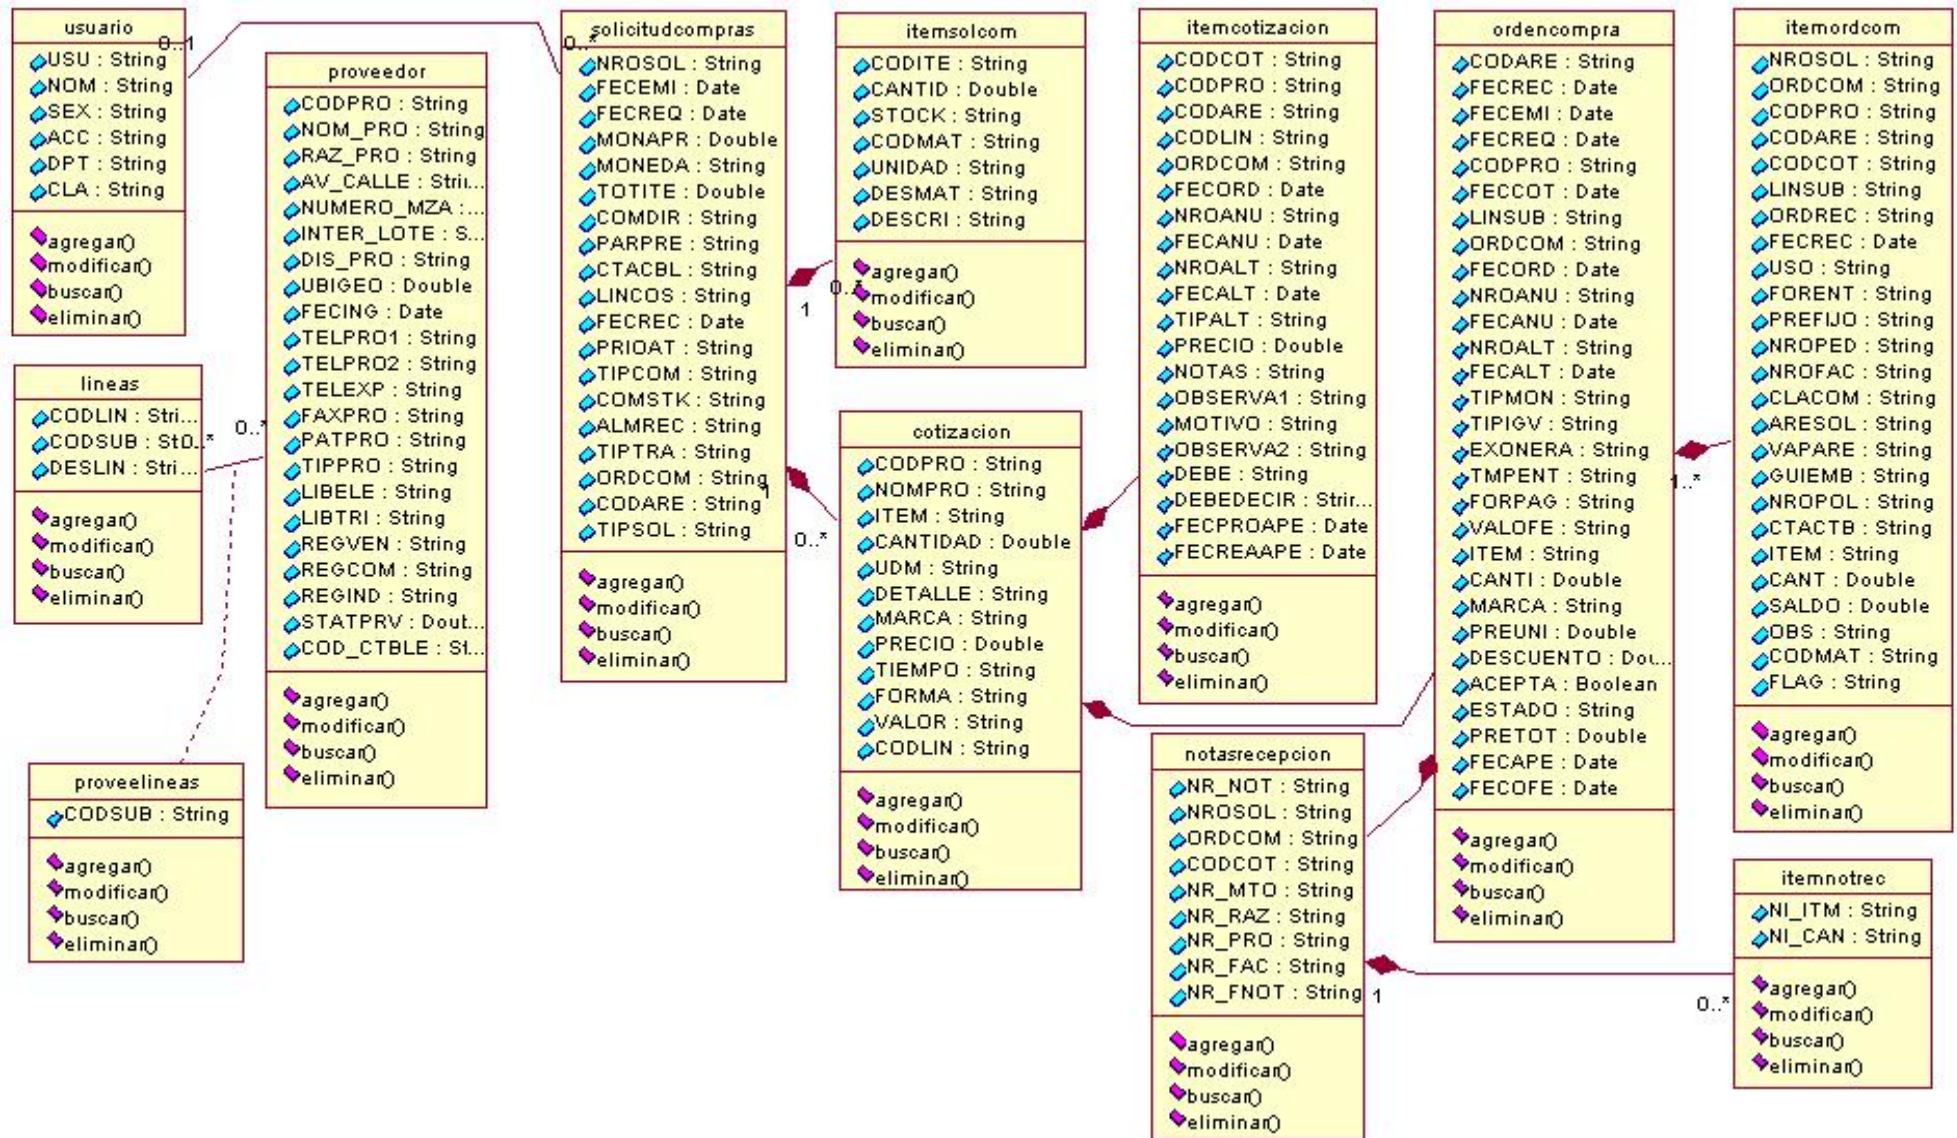 usuario
USU : String
NOM : String
SEX : String
ACC : String
DPT : String
CLA : String
agregar()
modificar()
buscar()
eliminar()
0..1
0..*
proveedor
CODPRO : String
NOM_PRO : String
RAZ_PRO : String
AV_CALLE : Stri...
NUMERO_MZA :...
INTER_LOTE : S...
DIS_PRO : String
UBIGEO : Double
FECING : Date
TELPRO1 : String
TELPRO2 : String
TELEXP : String
FAXPRO : String
PATPRO : String
TIPPRO : String
LIBELE : String
LIBTRI : String
REGVEN : String
REGCOM : String
REGIND : String
STATPRV : Dout...
COD_CTBLE : St...
agregar()
modificar()
buscar()
eliminar()
lineas
CODLIN : Stri...
CODSUB : St
DESLIN : Stri...
agregar()
modificar()
buscar()
eliminar()
0..*
0..*
proveelineas
CODSUB : String
agregar()
modificar()
buscar()
eliminar()
solicitudcompras
NROSOL : String
FECEMI : Date
FECREQ : Date
MONAPR : Double
MONEDA : String
TOTITE : Double
COMDIR : String
PARPRE : String
CTACBL : String
LINCOS : String
FECREC : Date
PRIOAT : String
TIPCOM : String
COMSTK : String
ALMREC : String
TIPTRA : String
ORDCOM : String
CODARE : String
TIPSOL : String
agregar()
modificar()
buscar()
eliminar()
1
0..*
1
0..*
itemsolcom
CODITE : String
CANTID : Double
STOCK : String
CODMAT : String
UNIDAD : String
DESMAT : String
DESCRI : String
agregar()
modificar()
buscar()
eliminar()
cotizacion
CODPRO : String
NOMPRO : String
ITEM : String
CANTIDAD : Double
UDM : String
DETALLE : String
MARCA : String
PRECIO : Double
TIEMPO : String
FORMA : String
VALOR : String
CODLIN : String
agregar()
modificar()
buscar()
eliminar()
itemcotizacion
CODCOT : String
CODPRO : String
CODARE : String
CODLIN : String
ORDCOM : String
FECORD : Date
NROANU : String
FECANU : Date
NROALT : String
FECALT : Date
TIPALT : String
PRECIO : Double
NOTAS : String
OBSERVA1 : String
MOTIVO : String
OBSERVA2 : String
DEBE : String
DEBEDECIR : Strir...
FECPROAPE : Date
FECREAAPE : Date
agregar()
modificar()
buscar()
eliminar()
notasrecepcion
NR_NOT : String
NROSOL : String
ORDCOM : String
CODCOT : String
NR_MTO : String
NR_RAZ : String
NR_PRO : String
NR_FAC : String
NR_FNOT : String
agregar()
modificar()
buscar()
eliminar()
1
0..*
ordencompra
CODARE : String
FECREC : Date
FECEMI : Date
FECREQ : Date
CODPRO : String
FECCOT : Date
LINSUB : String
ORDCOM : String
FECORD : Date
NROANU : String
FECANU : Date
NROALT : String
FECALT : Date
TIPMON : String
TIPIGV : String
EXONERA : String
TMPENT : String
FORPAG : String
VALOFE : String
ITEM : String
CANTI : Double
MARCA : String
PREUNI : Double
DESCUENTO : Dou...
ACEPTA : Boolean
ESTADO : String
PRETOT : Double
FECAPE : Date
FECOFE : Date
agregar()
modificar()
buscar()
eliminar()
1..*
itemordcom
NROSOL : String
ORDCOM : String
CODPRO : String
CODARE : String
CODCOT : String
LINSUB : String
ORDREC : String
FECREC : Date
USO : String
FORENT : String
PREFIJO : String
NROPED : String
NROFAC : String
CLACOM : String
ARESOL : String
VAPARE : String
GUIEMB : String
NROPOL : String
CTACTB : String
ITEM : String
CANT : Double
SALDO : Double
OBS : String
CODMAT : String
FLAG : String
agregar()
modificar()
buscar()
eliminar()
itemnotrec
NI_ITM : String
NI_CAN : String
agregar()
modificar()
buscar()
eliminar()